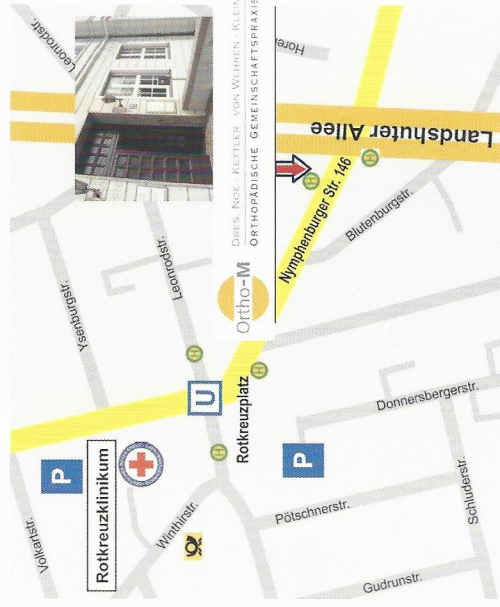 Volkartstr.
Rotkreuzklinikum
P
Ysenburgstr.
Leonrodstr.
Leonrodstr.
Winthirstr.
U
H
H
H
Rotkreuzplatz
P
Ortho-M
DRES. NOE · KETTLER · VON WEHREN · KLEIN
ORTHOPÄDISCHE GEMEINSCHAFTSPRAXIS
Nymphenburger Str. 146
H
H
Landshuter Allee
Blutenburgstr.
Pötschnerstr.
Donnersbergerstr.
Gudrunstr.
Schluderstr.